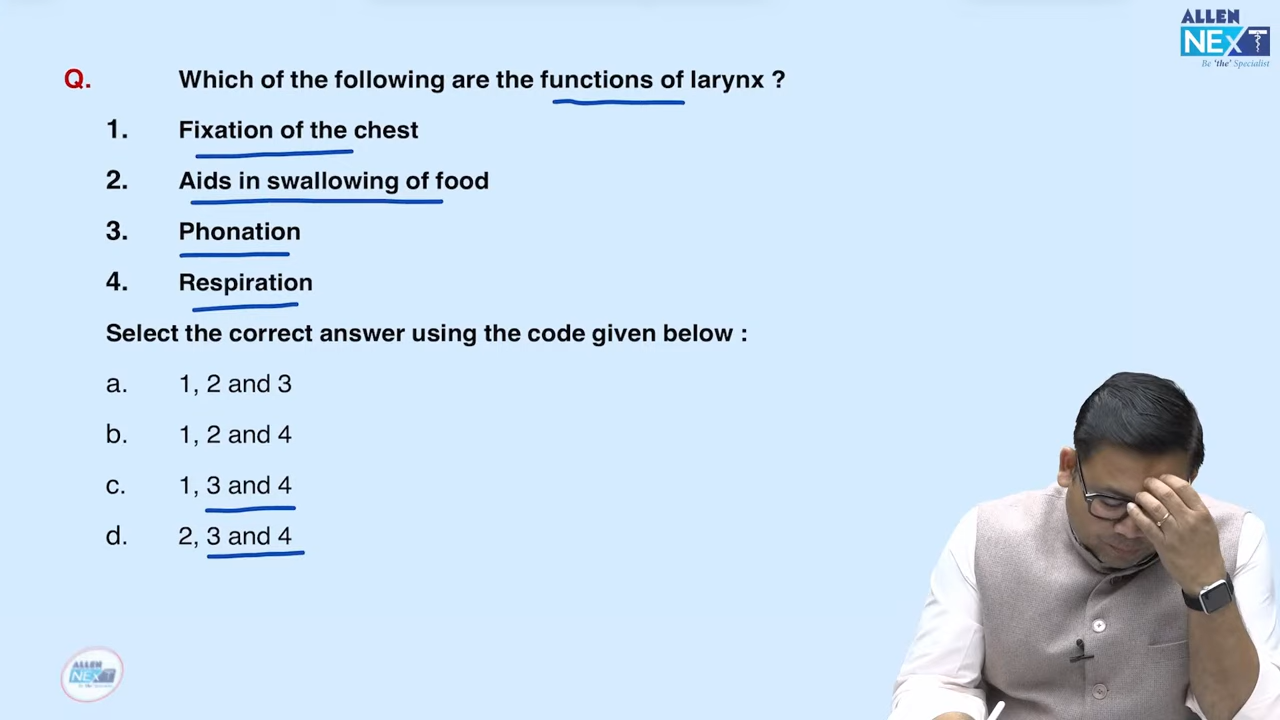 ALLEN
NEXT
Be 'the' Specialist
Q. Which of the following are the functions of larynx ?
1. Fixation of the chest
2. Aids in swallowing of food
3. Phonation
4. Respiration
Select the correct answer using the code given below :
a. 1, 2 and 3
b. 1, 2 and 4
c. 1, 3 and 4
d. 2, 3 and 4
ALLEN
NEXT